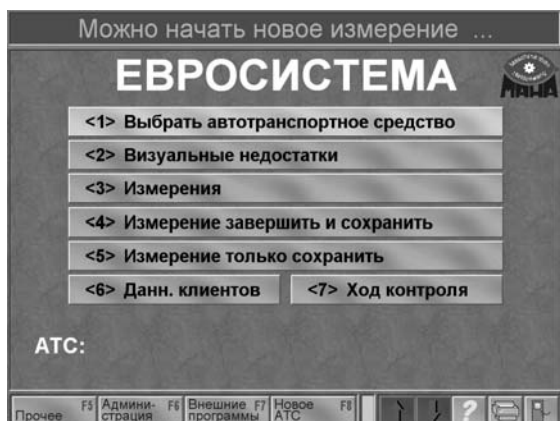 Можно начать новое измерение ...
ЕВРОСИСТЕМА
МАНА
<1> Выбрать автотранспортное средство
<2> Визуальные недостатки
<3> Измерения
<4> Измерение завершить и сохранить
<5> Измерение только сохранить
<6> Данн. клиентов <7> Ход контроля
АТС:
Прочее F5 Админи- F6 Внешние F7 Новое F8 ?
страция программы АТС